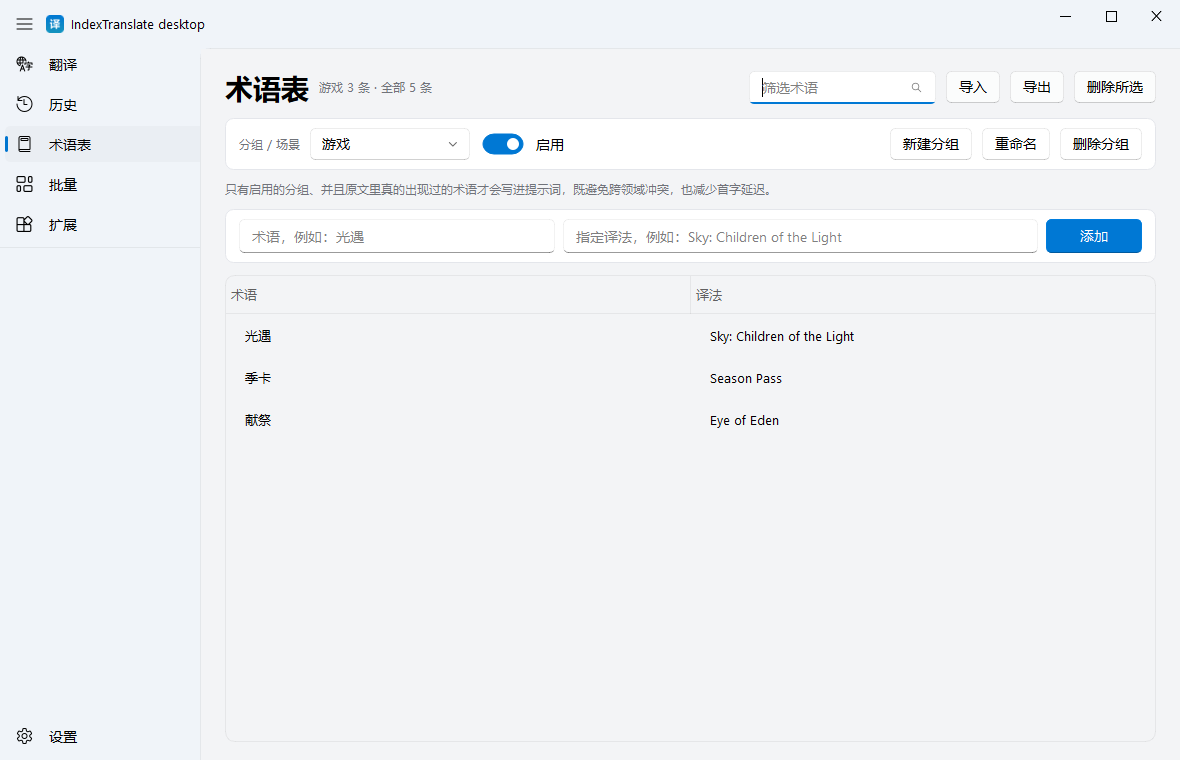 译 IndexTranslate desktop
翻译
历史
术语表
批量
扩展
设置
术语表 游戏 3 条 · 全部 5 条 筛选术语 导入 导出 删除所选
分组 / 场景 游戏 启用 新建分组 重命名 删除分组
只有启用的分组、并且原文里真的出现过的术语才会写进提示词，既避免跨领域冲突，也减少首字延迟。
术语，例如：光遇 指定译法，例如：Sky: Children of the Light 添加
术语 译法
光遇 Sky: Children of the Light
季卡 Season Pass
献祭 Eye of Eden